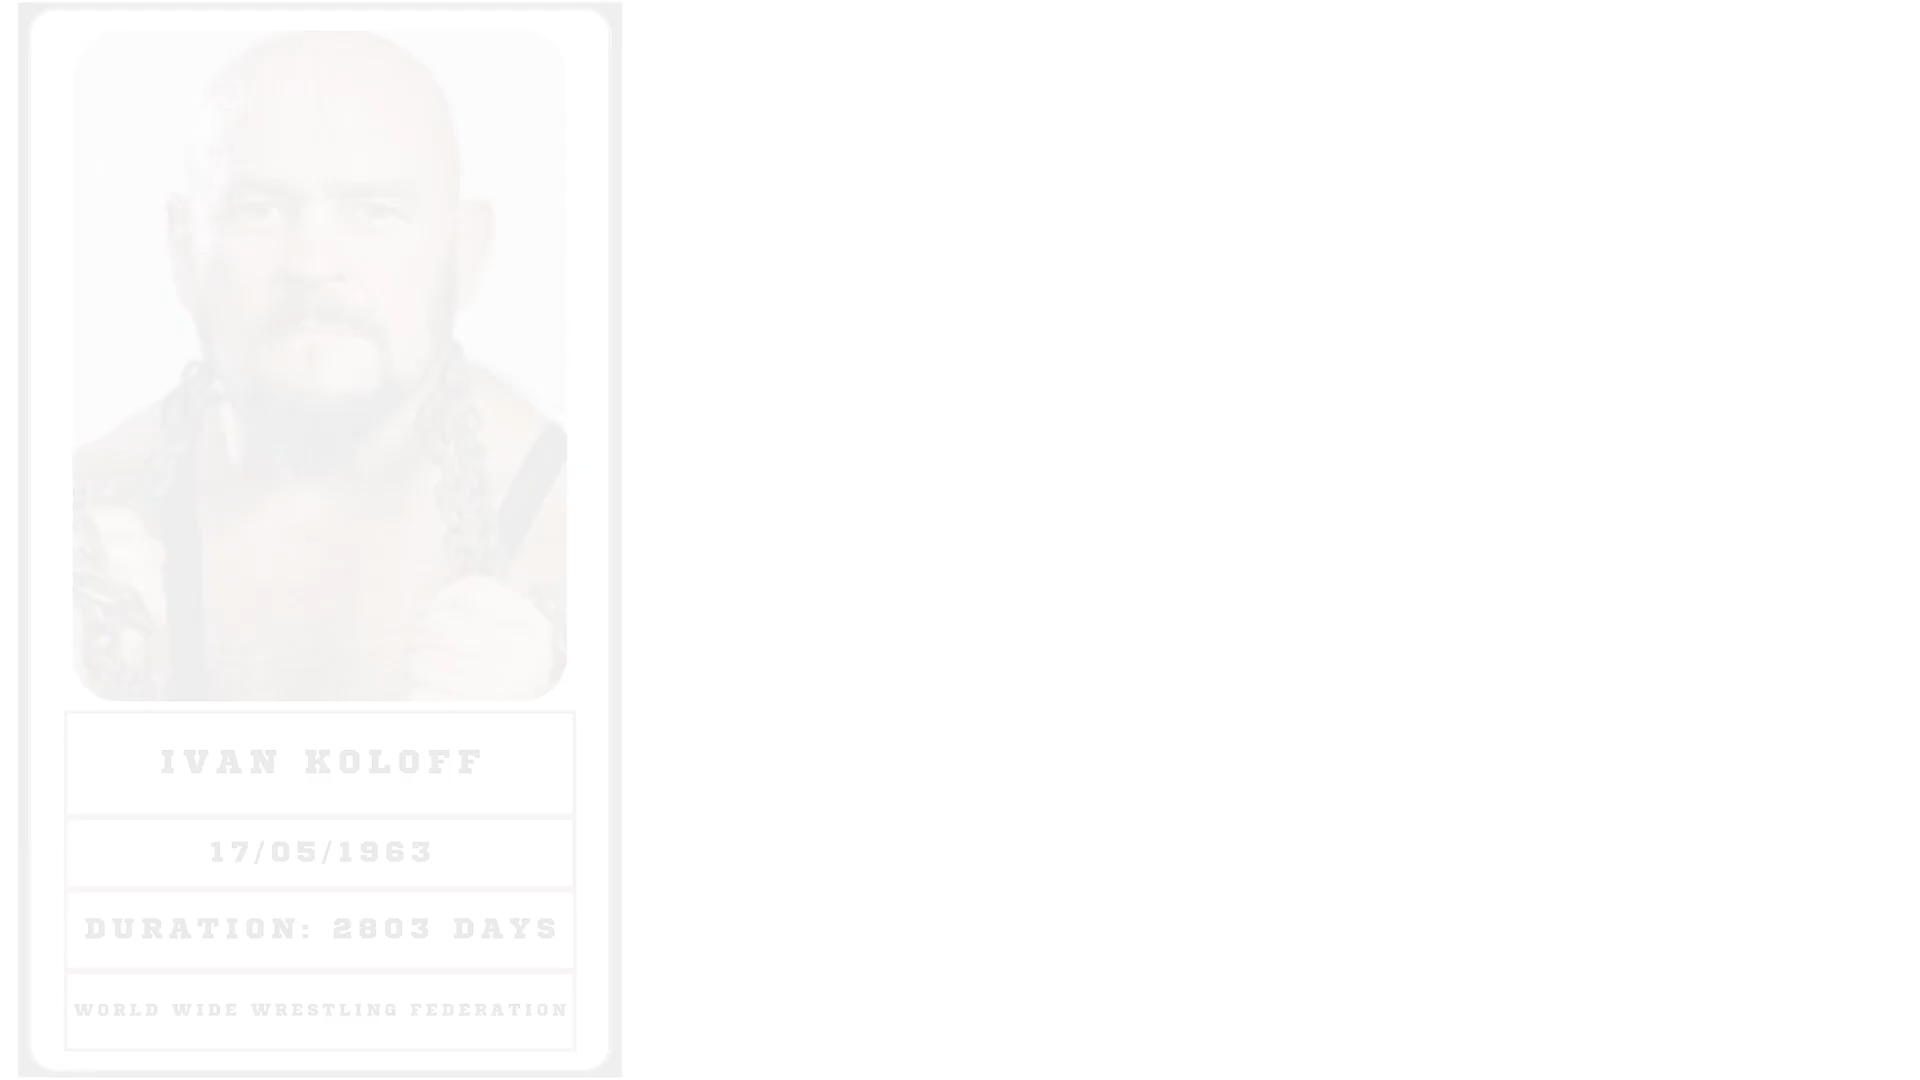 IVAN KOLOFF
17/05/1963
DURATION: 2803 DAYS
WORLD WIDE WRESTLING FEDERATION